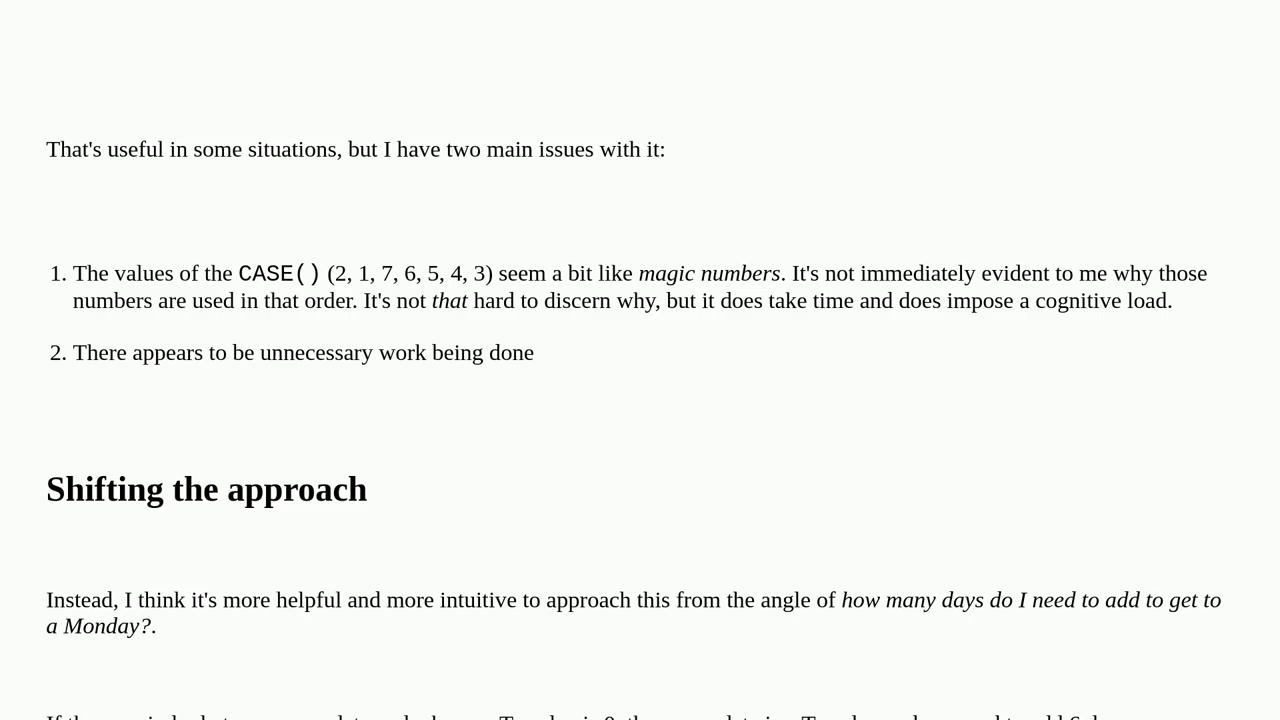 That's useful in some situations, but I have two main issues with it:
1. The values of the CASE() (2, 1, 7, 6, 5, 4, 3) seem a bit like magic numbers. It's not immediately evident to me why those
numbers are used in that order. It's not that hard to discern why, but it does take time and does impose a cognitive load.
2. There appears to be unnecessary work being done
Shifting the approach
Instead, I think it's more helpful and more intuitive to approach this from the angle of how many days do I need to add to get to
a Monday?.